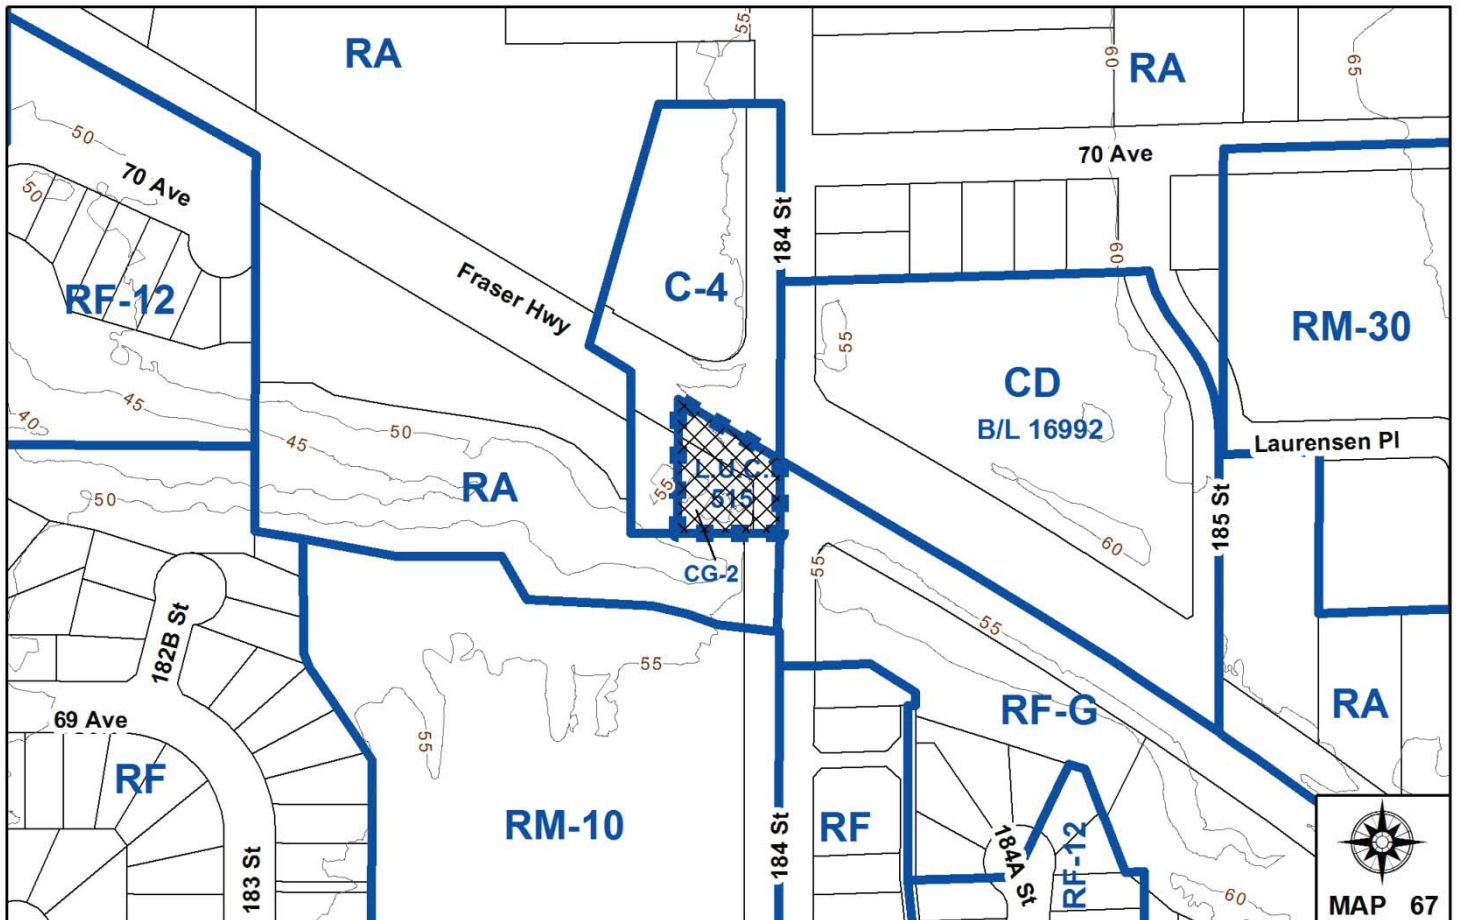 55
RA
60
RA
65
50
70 Ave
70 Ave
50
184 St
60
RF-12
Fraser Hwy
C-4
RM-30
55
CD
B/L 16992
40
45
45
50
Laurensen Pl
RA
L.U.C.
515
55
50
185 St
60
CG-2
55
55
182B St
55
69 Ave
55
RF-G
RA
RF
RM-10
184 St
RF
184A St
RF-12
183 St
60
MAP 67